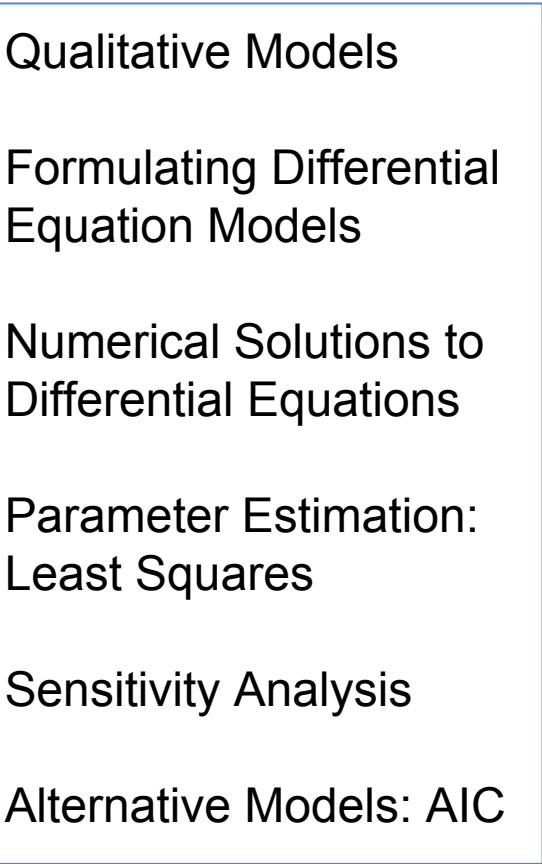 Qualitative Models
Formulating Differential
Equation Models
Numerical Solutions to
Differential Equations
Parameter Estimation:
Least Squares
Sensitivity Analysis
Alternative Models: AIC